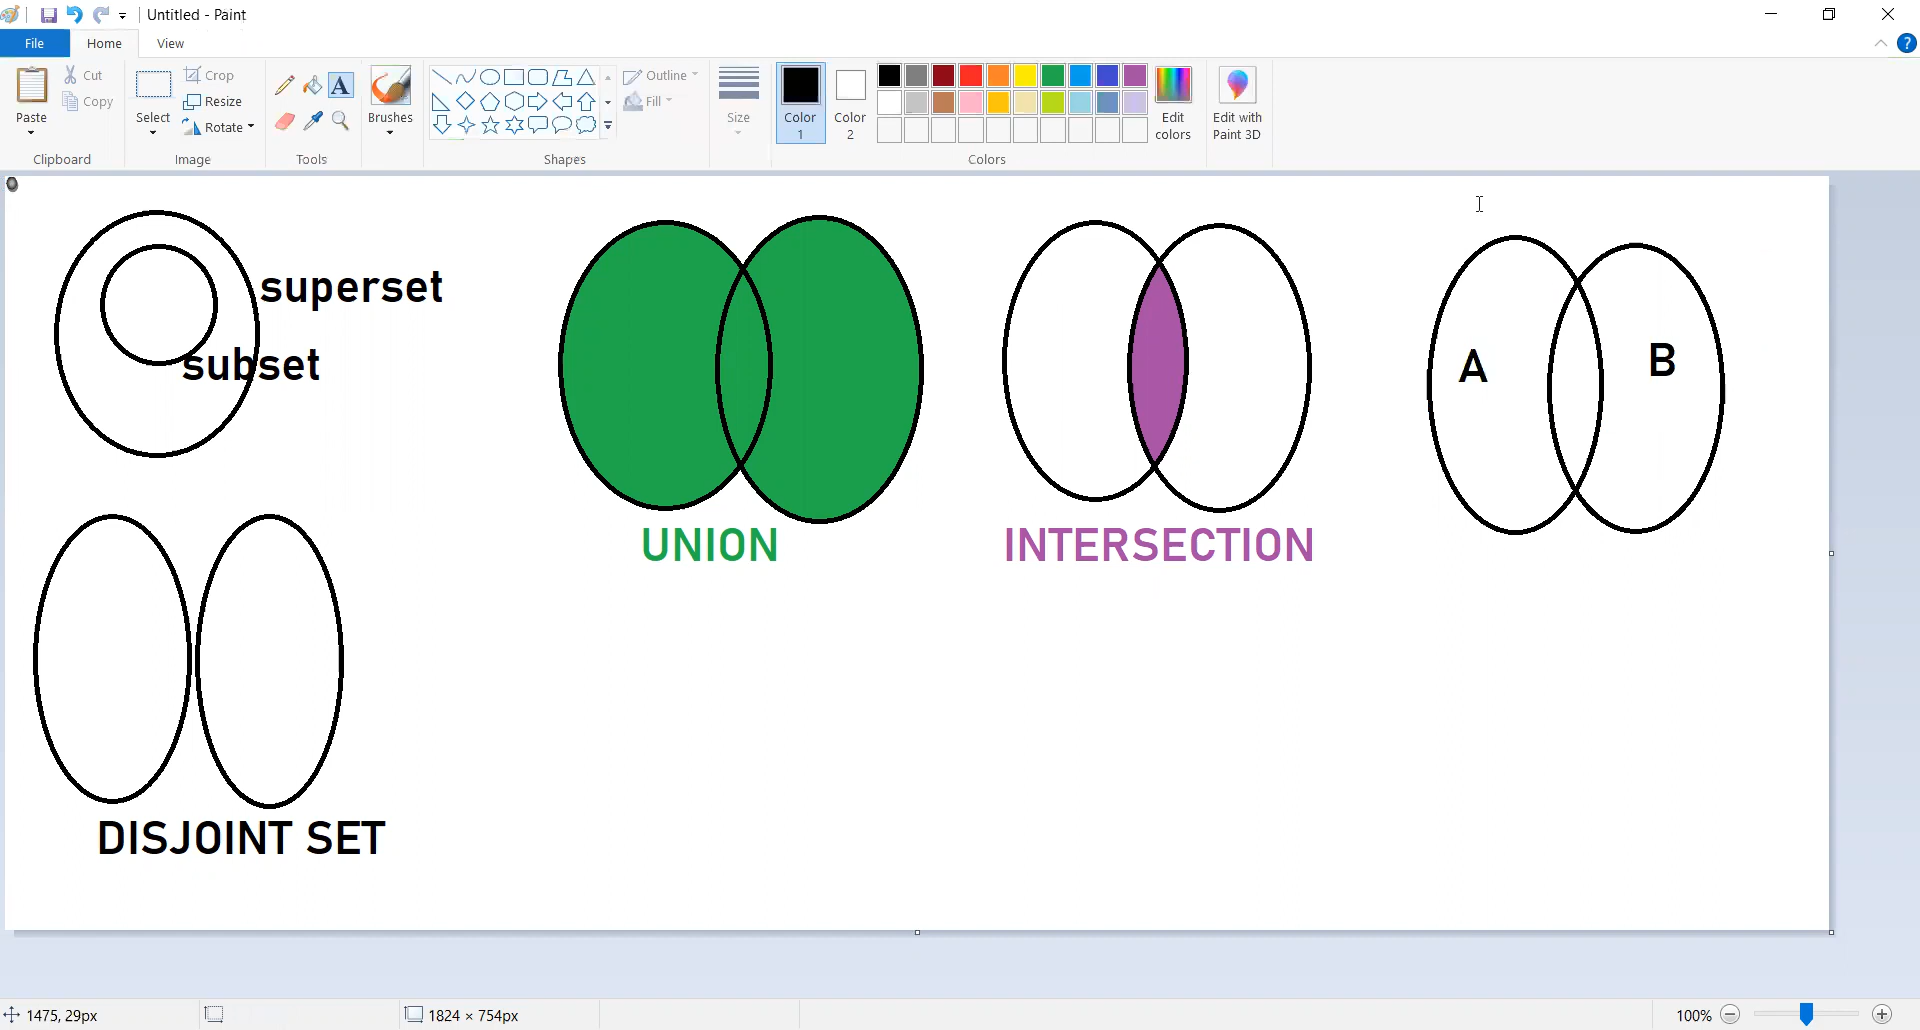 Untitled - Paint
File Home View
Cut
Copy
Paste
Clipboard
Select
Crop
Resize
Rotate
Image
A
Tools
Brushes
Shapes
Outline
Fill
Size
Color 1
Color 2
Colors
Edit colors
Edit with Paint 3D
?
superset
subset
DISJOINT SET
UNION
INTERSECTION
A
B
1475, 29px
1824 × 754px
100%